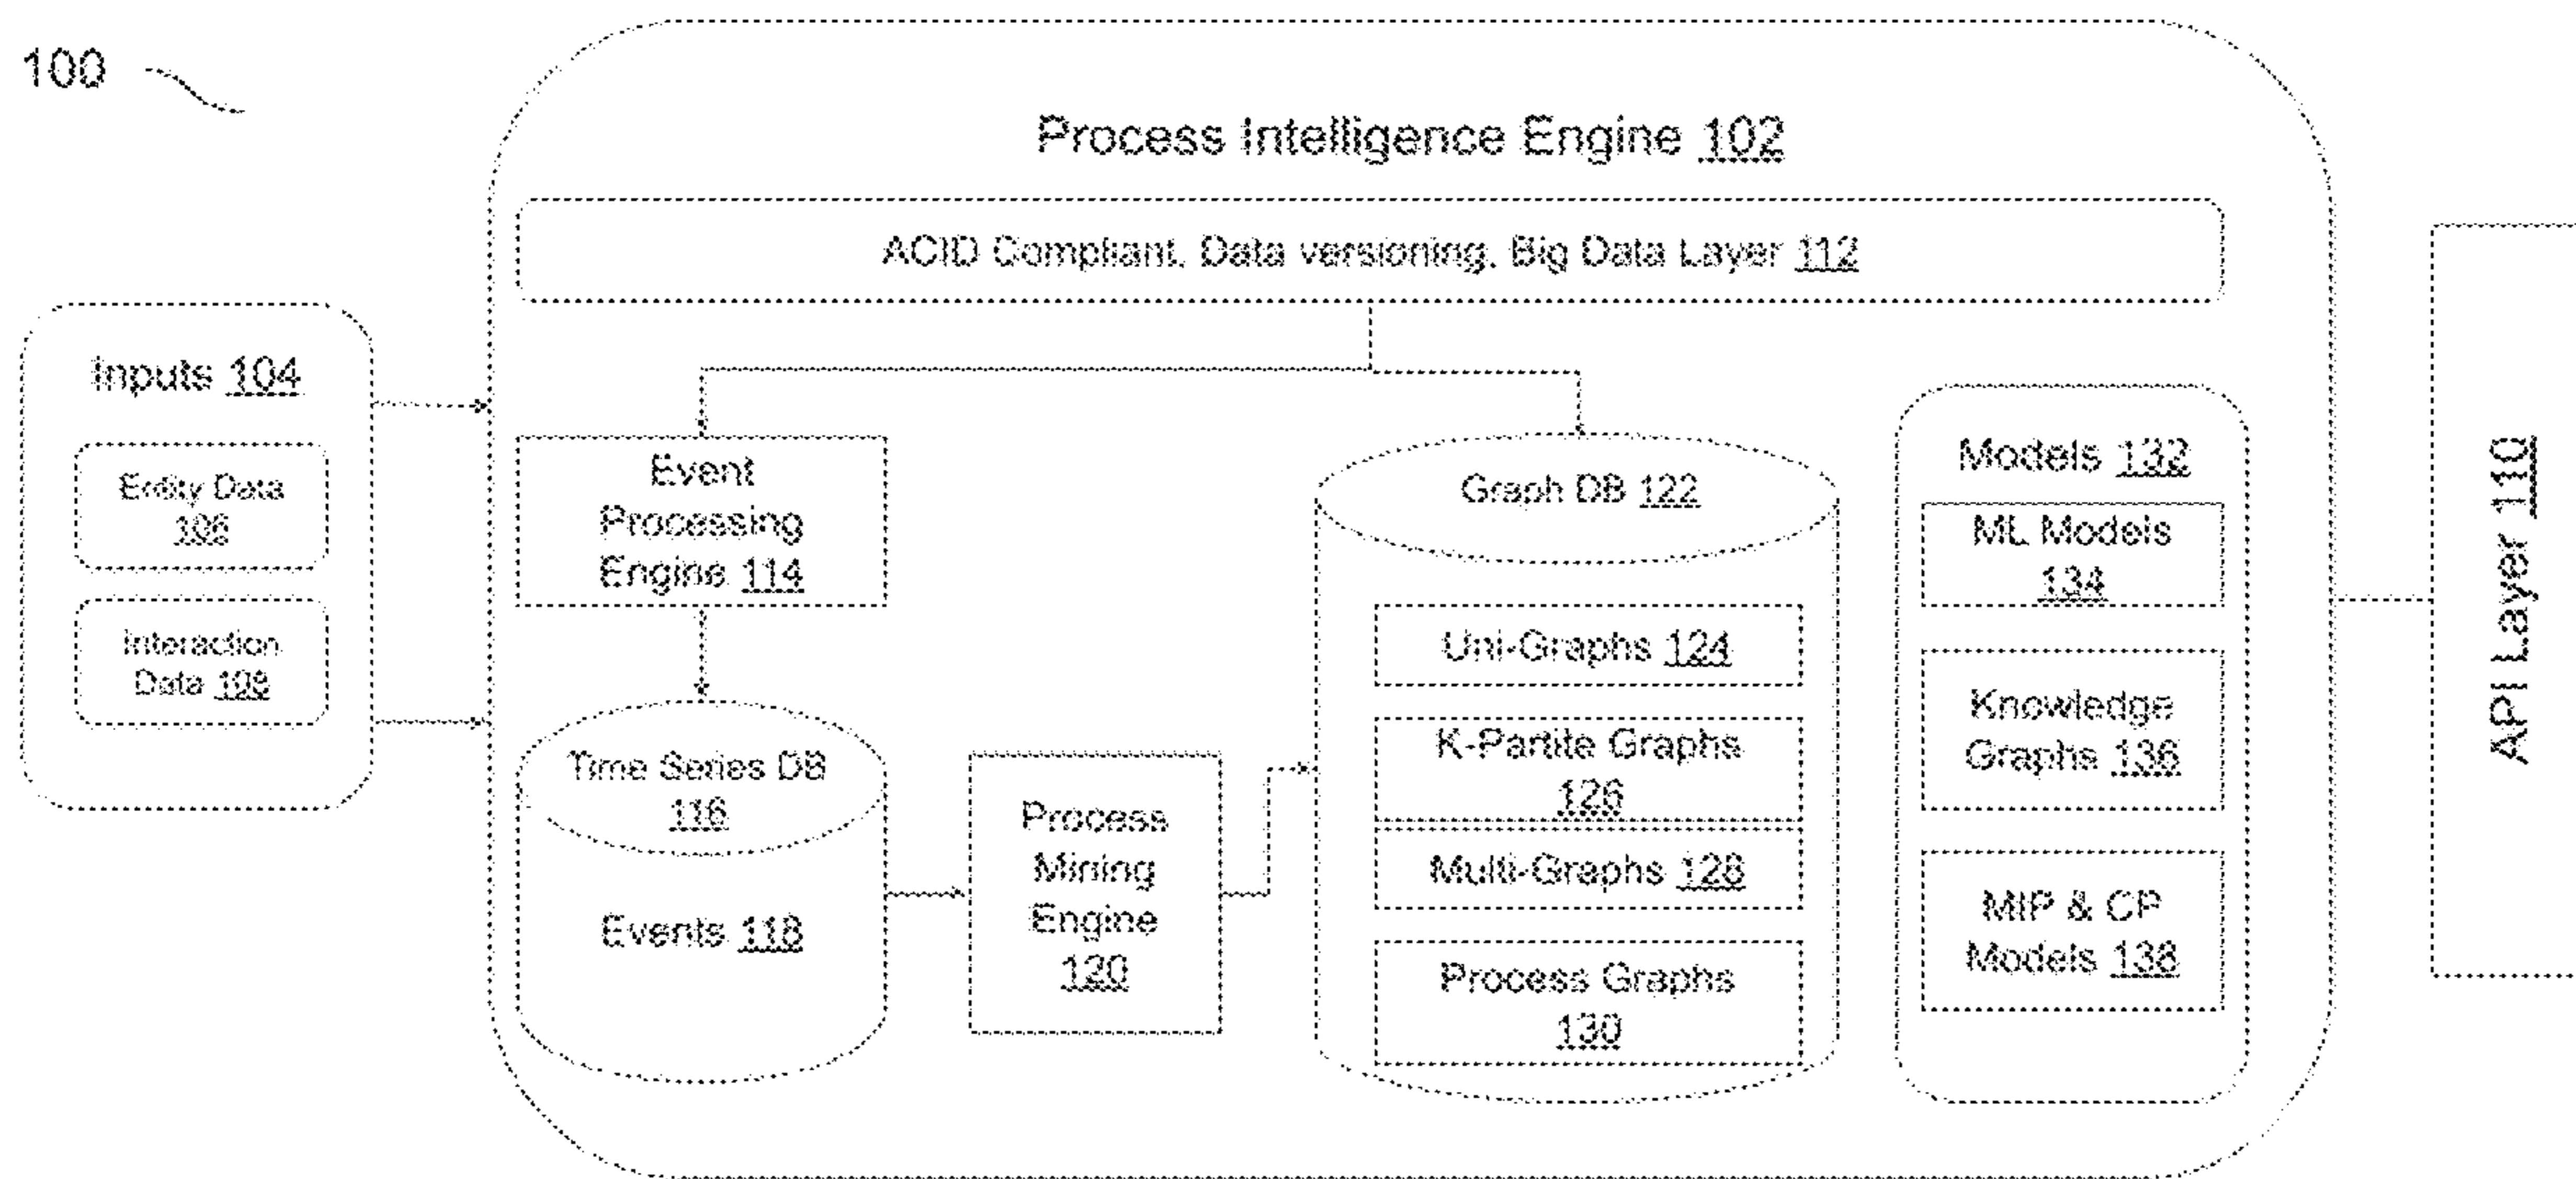 100
Process Intelligence Engine 102
ACID Compliant, Data versioning, Big Data Layer 112
Inputs 104
Entity Data
106
Interaction
Data 108
Event
Processing
Engine 114
Time Series DB
116
Events 118
Process
Mining
Engine
120
Graph DB 122
Uni-Graphs 124
K-Partite Graphs
126
Multi-Graphs 128
Process Graphs
130
Models 132
ML Models
134
Knowledge
Graphs 136
MIP & CP
Models 138
API Layer 110